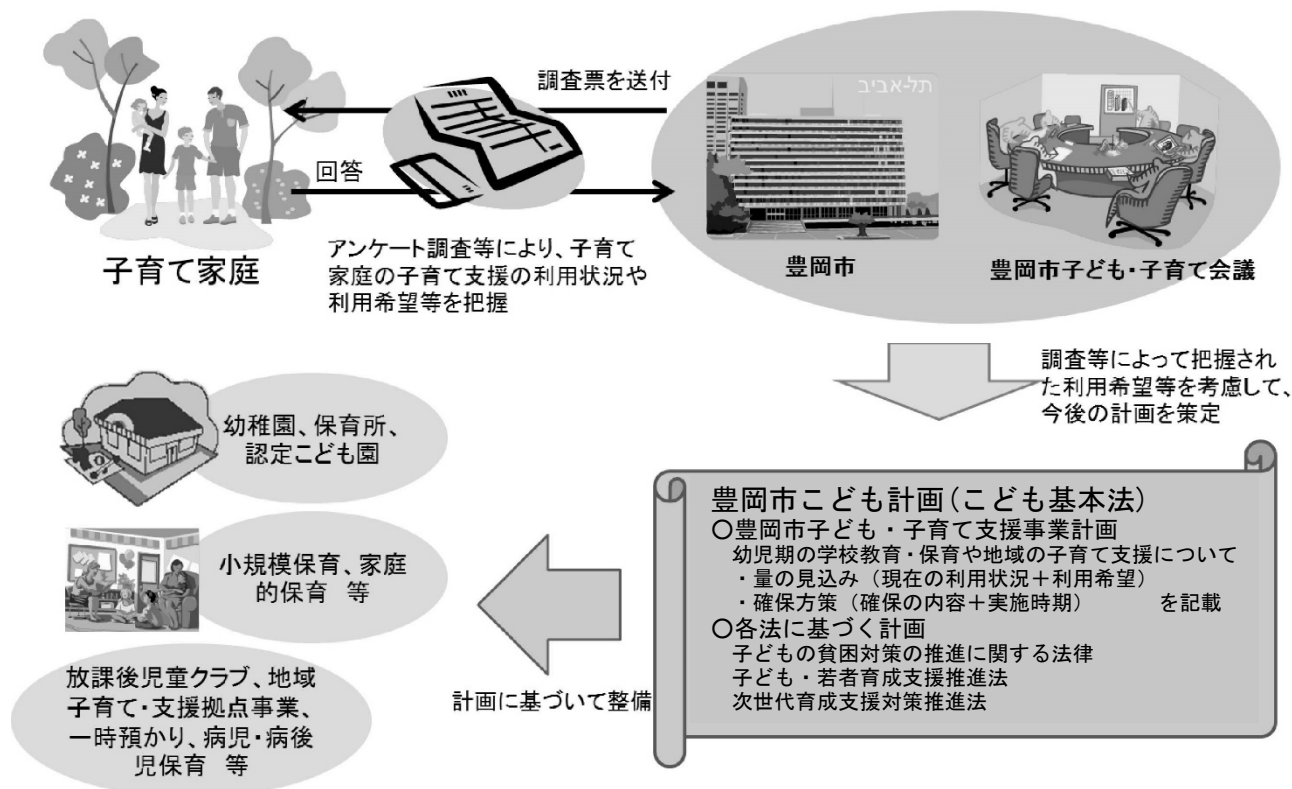 調査票を送付
תל-אביב
回答
子育て家庭
アンケート調査等により、子育て
家庭の子育て支援の利用状況や
利用希望等を把握
豊岡市
豊岡市子ども・子育て会議
調査等によって把握され
た利用希望等を考慮して、
今後の計画を策定
豊岡市こども計画(こども基本法)
〇豊岡市子ども・子育て支援事業計画
幼児期の学校教育・保育や地域の子育て支援について
・量の見込み（現在の利用状況＋利用希望）
・確保方策（確保の内容＋実施時期） を記載
〇各法に基づく計画
子どもの貧困対策の推進に関する法律
子ども・若者育成支援推進法
次世代育成支援対策推進法
計画に基づいて整備
幼稚園、保育所、
認定こども園
小規模保育、家庭
的保育 等
放課後児童クラブ、地域
子育て・支援拠点事業、
一時預かり、病児・病後
児保育 等